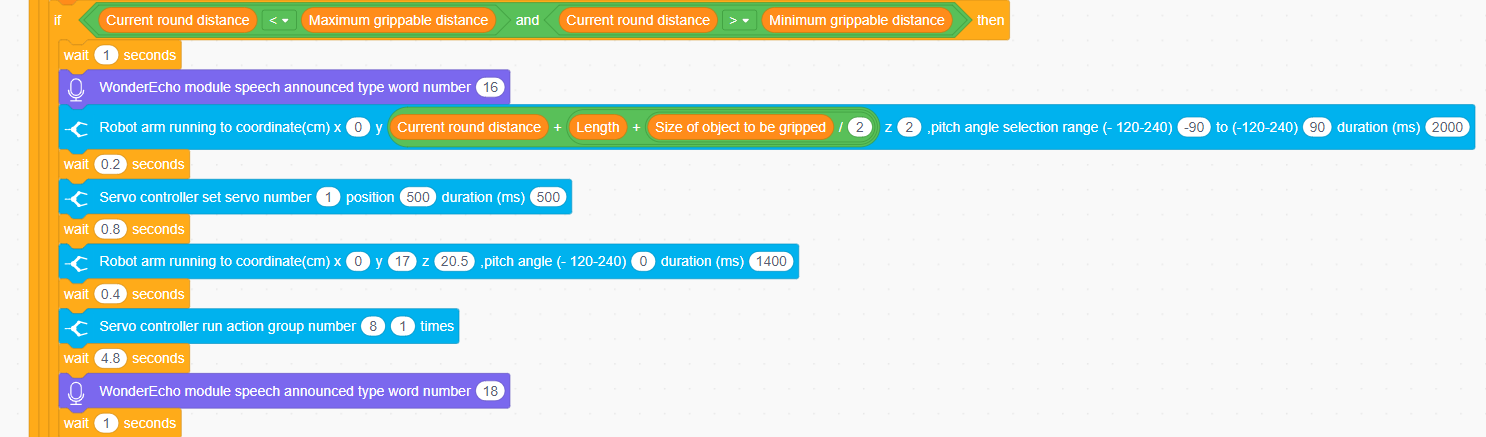 if Current round distance < Maximum grippable distance and Current round distance > Minimum grippable distance then
wait 1 seconds
WonderEcho module speech announced type word number 16
Robot arm running to coordinate(cm) x 0 y Current round distance + Length + Size of object to be gripped / 2 z 2 ,pitch angle selection range (- 120-240) -90 to (-120-240) 90 duration (ms) 2000
wait 0.2 seconds
Servo controller set servo number 1 position 500 duration (ms) 500
wait 0.8 seconds
Robot arm running to coordinate(cm) x 0 y 17 z 20.5 ,pitch angle (- 120-240) 0 duration (ms) 1400
wait 0.4 seconds
Servo controller run action group number 8 1 times
wait 4.8 seconds
WonderEcho module speech announced type word number 18
wait 1 seconds